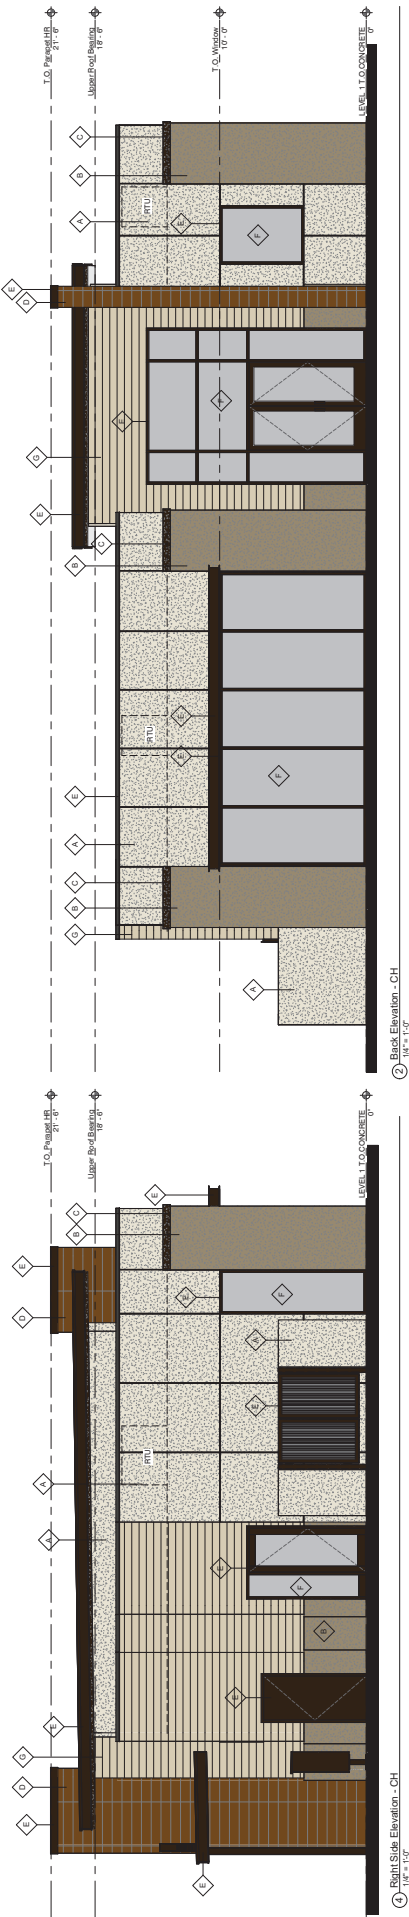 T.O. Parapet HR
21' - 6"
Upper Roof Bearing
18' - 6"
LEVEL 1 T.O.CONCRETE
0"
E
D
G
E
A
A
D
E
B
C
E
RTU
E
E
B
F
E
E
A
E
F
4
Right Side Elevation - CH
1/4" = 1'-0"
T.O. Parapet HR
21' - 6"
Upper Roof Bearing
18' - 6"
T.O. Window
10' - 0"
LEVEL 1 T.O.CONCRETE
0"
A
G
B
C
A
E
E
RTU
E
F
B
C
E
G
E
F
D
E
A
RTU
E
F
B
C
2
Back Elevation - CH
1/4" = 1'-0"